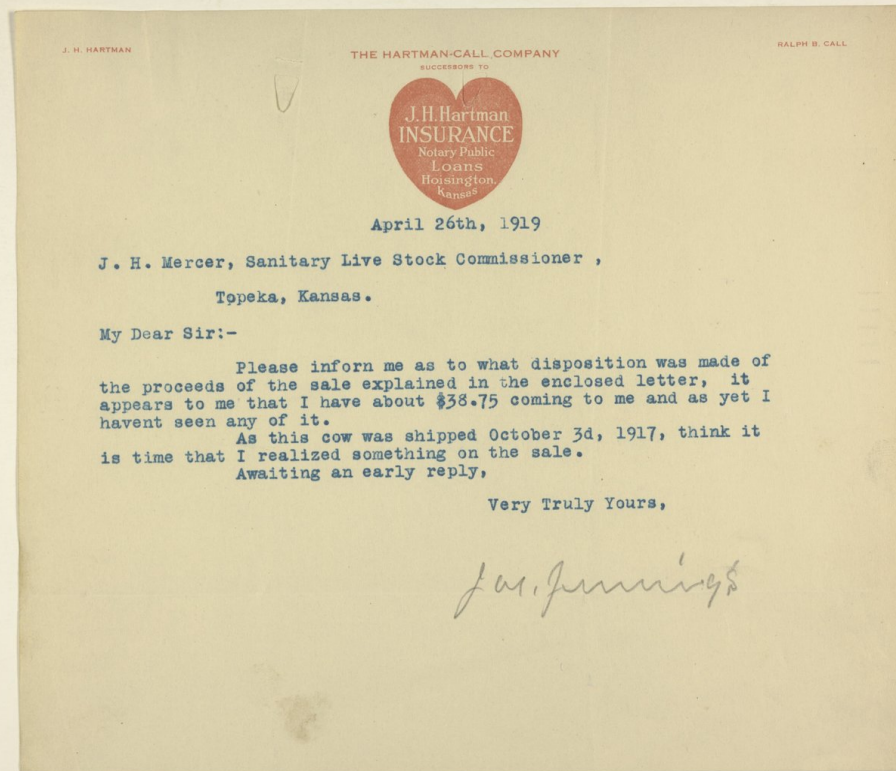 J. H. HARTMAN
THE HARTMAN-CALL COMPANY
RALPH B. CALL
SUCCESSORS TO
J.H.Hartman
INSURANCE
Notary Public
Loans
Hoisington,
Kansas
April 26th, 1919
J. H. Mercer, Sanitary Live Stock Commissioner ,
Topeka, Kansas.
My Dear Sir:-
Please inforn me as to what disposition was made of
the proceeds of the sale explained in the enclosed letter, it
appears to me that I have about $38.75 coming to me and as yet I
havent seen any of it.
As this cow was shipped October 3d, 1917, think it
is time that I realized something on the sale.
Awaiting an early reply,
Very Truly Yours,
Jos. Jennings